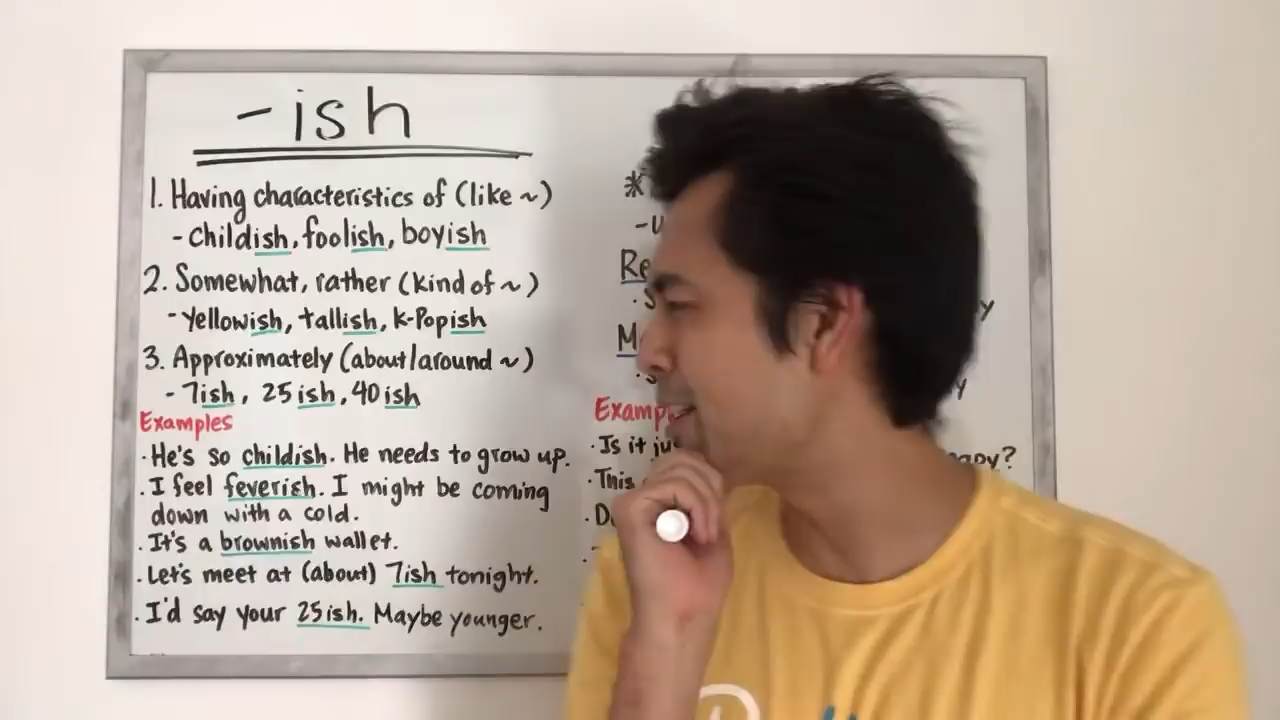 -ish
1. Having characteristics of (like ~)
- childish, foolish, boyish
2. Somewhat, rather (kind of ~)
- Yellowish, tallish, K-Popish
3. Approximately (about/around ~)
- 7ish, 25ish, 40ish
Examples
· He's so childish. He needs to grow up.
· I feel feverish. I might be coming
down with a cold.
· It's a brownish wallet.
· Let's meet at (about) 7ish tonight.
· I'd say your 25ish. Maybe younger.
*
· Is it
· This